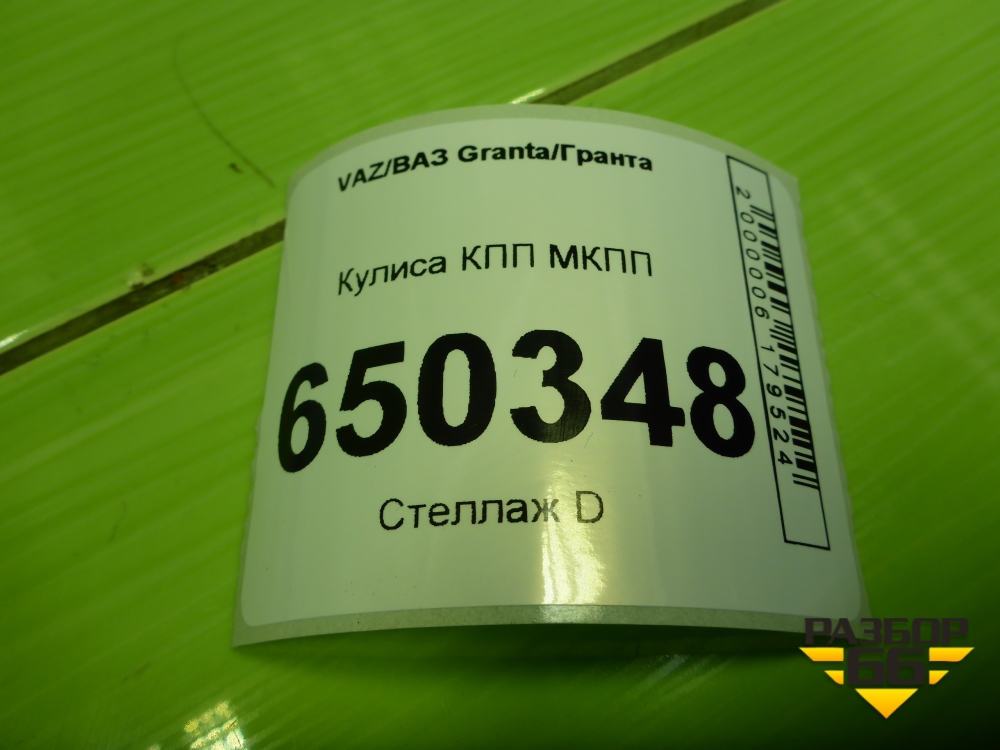 VAZ/ВАЗ Granta/Гранта
Кулиса КПП МКПП
650348
Стеллаж D
2000006179524
РАЗБОР
66